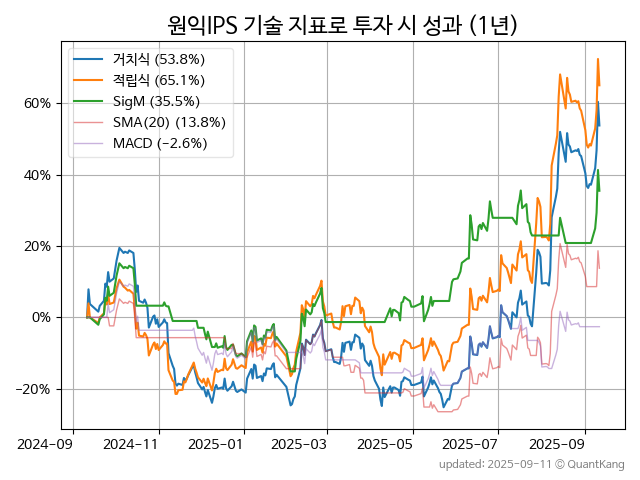 원익IPS 기술 지표로 투자 시 성과 (1년)
거치식 (53.8%)
적립식 (65.1%)
SigM (35.5%)
SMA(20) (13.8%)
MACD (−2.6%)
60%
40%
20%
0%
−20%
2024-09 2024-11 2025-01 2025-03 2025-05 2025-07 2025-09
updated: 2025-09-11 © QuantKang